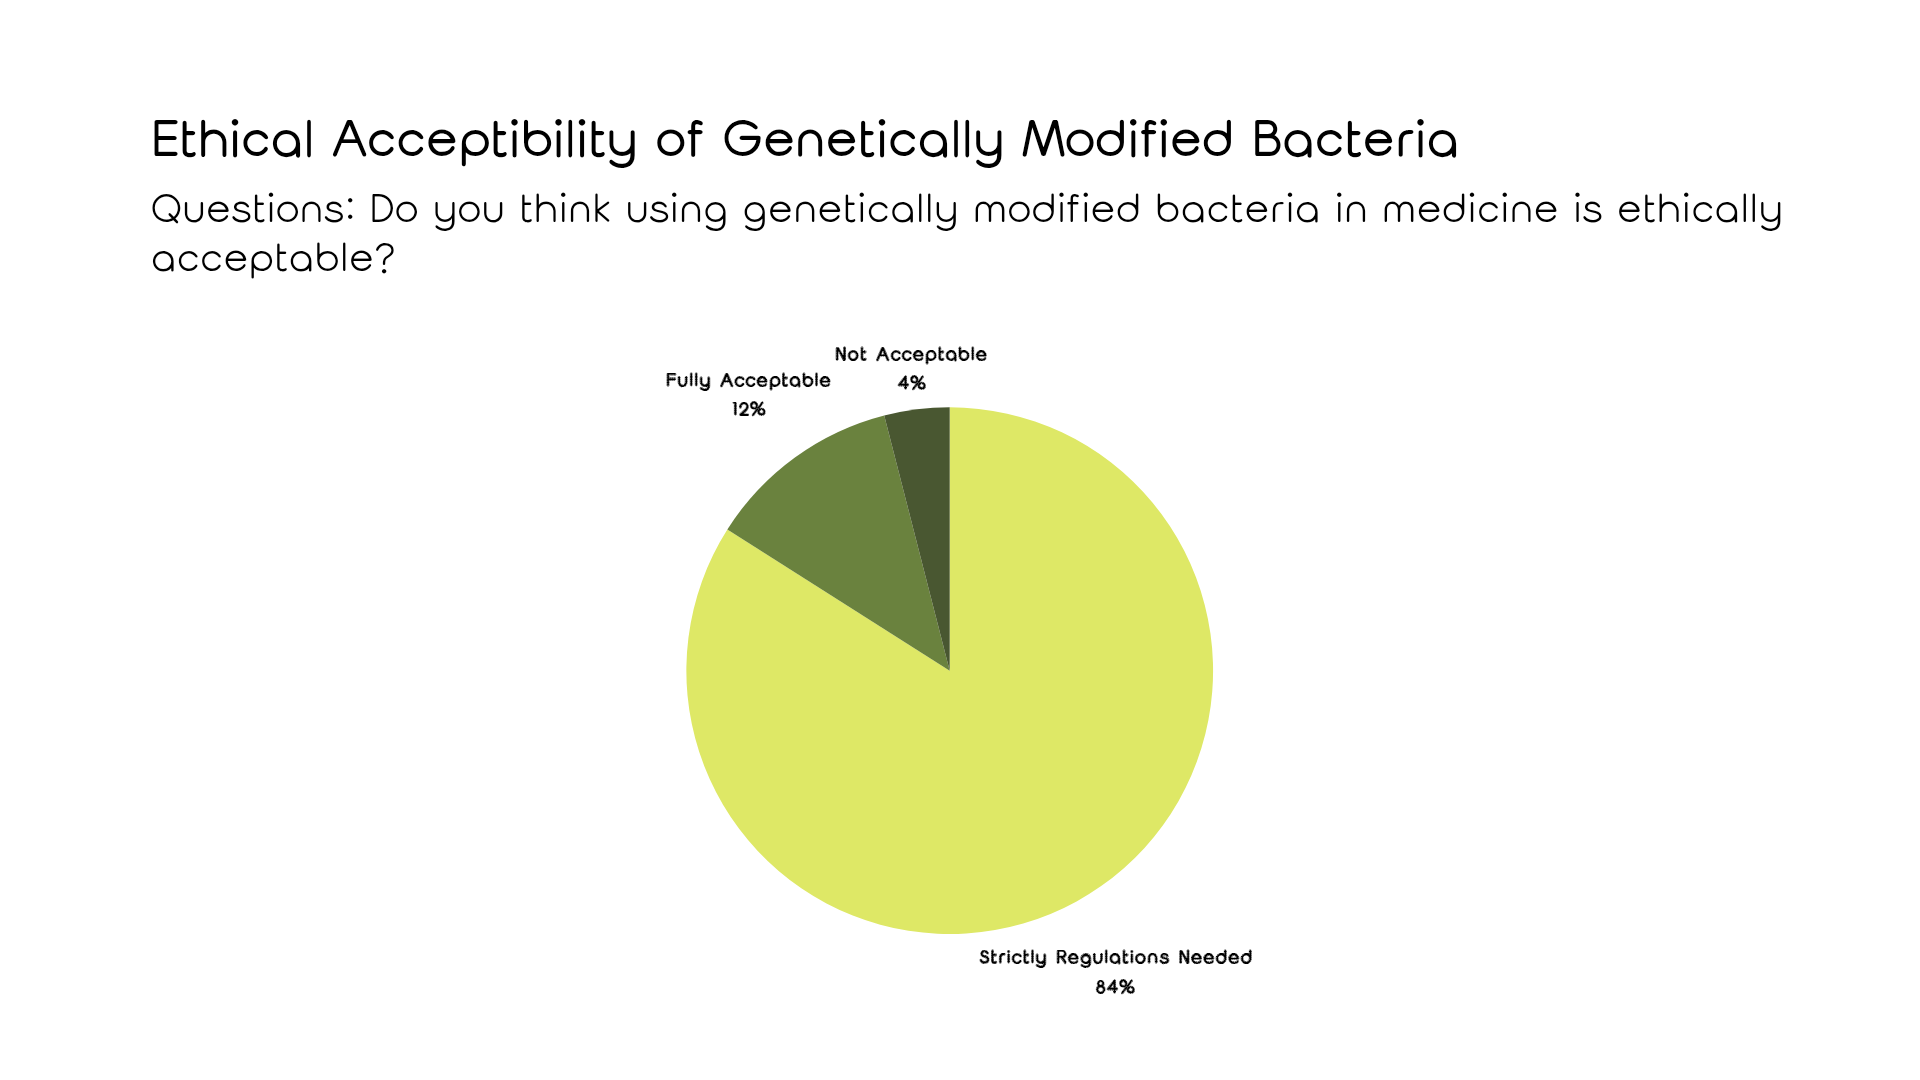 Ethical Acceptibility of Genetically Modified Bacteria
Questions: Do you think using genetically modified bacteria in medicine is ethically
acceptable?
Not Acceptable
4%
Fully Acceptable
12%
Strictly Regulations Needed
84%